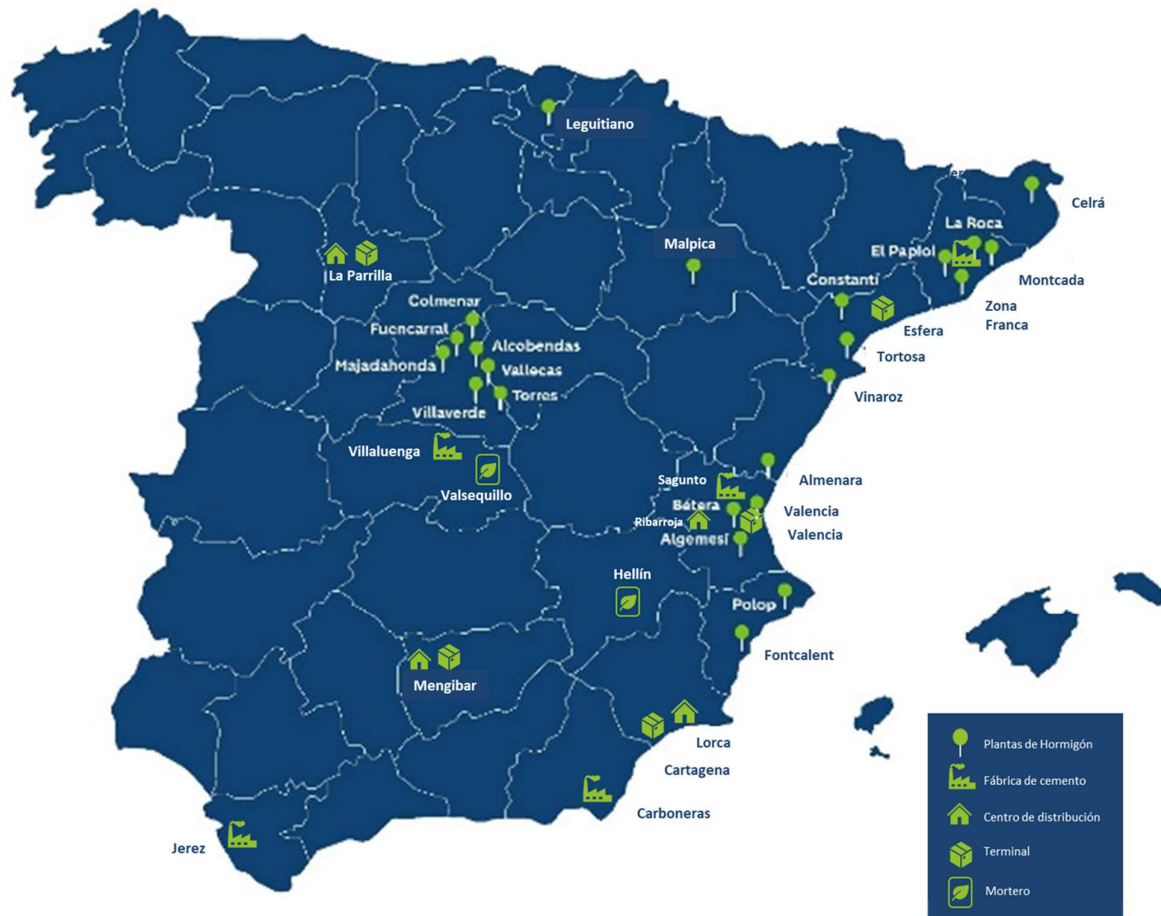 Leguitiano
er
Celrá
La Roca
Malpica
El Papiol
La Parrilla
Constantí
Montcada
Colmenar
Zona
Franca
Esfera
Fuencarral
Alcobendas
Tortosa
Majadahonda
Vallecas
Torres
Vinaroz
Villaverde
Villaluenga
Valsequillo
Sagunto
Almenara
Bétera
Valencia
Ribarroja
Valencia
Algemesí
Hellín
Polop
Fontcalent
Mengibar
Lorca
Cartagena
Carboneras
Jerez
Plantas de Hormigón
Fábrica de cemento
Centro de distribución
Terminal
Mortero